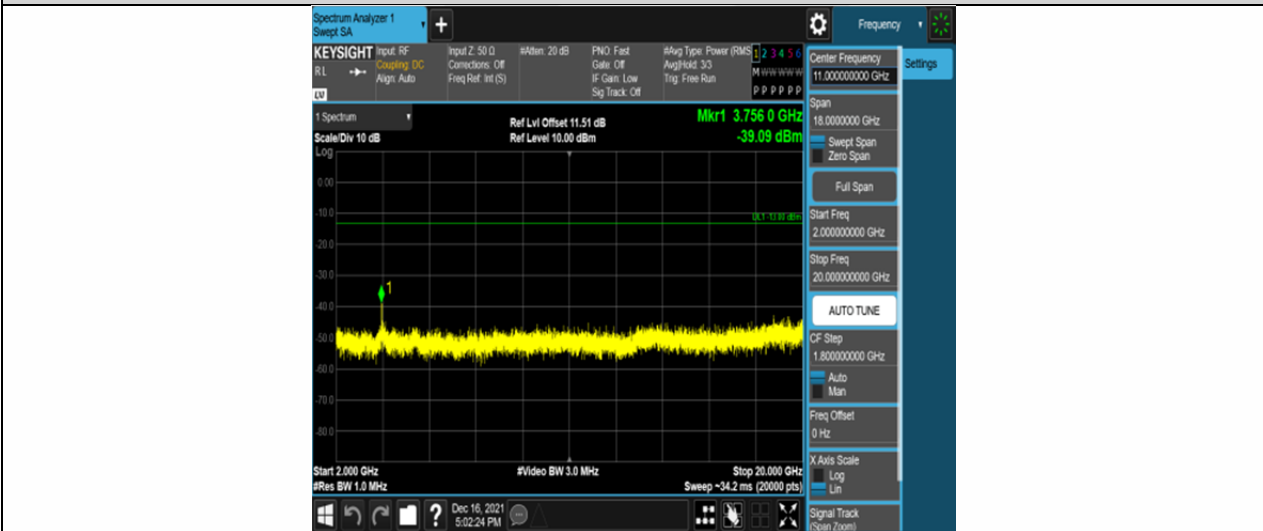 Spectrum Analyzer 1
Swept SA
+
Frequency
KEYSIGHT
RL
LV
Input: RF
Coupling: DC
Align: Auto
Input Z: 50 Ω
Corrections: Off
Freq Ref: Int (S)
#Atten: 20 dB
PNO: Fast
Gate: Off
IF Gain: Low
Sig Track: Off
#Avg Type: Power (RMS
Avg|Hold: 3/3
Trig: Free Run
1 2 3 4 5 6
M W W W W W
P P P P P P
1 Spectrum
Scale/Div 10 dB
Log
Ref Lvl Offset 11.51 dB
Ref Level 10.00 dBm
Mkr1 3.756 0 GHz
-39.09 dBm
0.00
-10.0
DL1 -13.00 dBm
-20.0
-30.0
1
-40.0
-50.0
-60.0
-70.0
-80.0
Start 2.000 GHz
#Res BW 1.0 MHz
#Video BW 3.0 MHz
Stop 20.000 GHz
Sweep ~34.2 ms (20000 pts)
?
Dec 16, 2021
5:02:24 PM
Center Frequency
11.000000000 GHz
Settings
Span
18.0000000 GHz
Swept Span
Zero Span
Full Span
Start Freq
2.000000000 GHz
Stop Freq
20.000000000 GHz
AUTO TUNE
CF Step
1.800000000 GHz
Auto
Man
Freq Offset
0 Hz
X Axis Scale
Log
Lin
Signal Track
(Span Zoom)